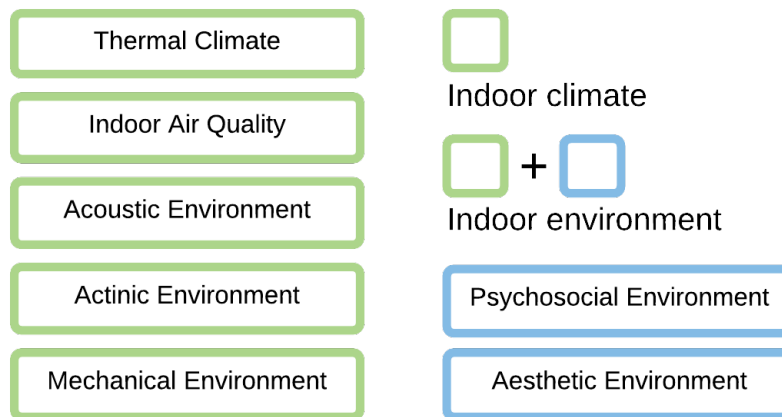 Thermal Climate
Indoor Air Quality
Acoustic Environment
Actinic Environment
Mechanical Environment
Indoor climate
+
Indoor environment
Psychosocial Environment
Aesthetic Environment